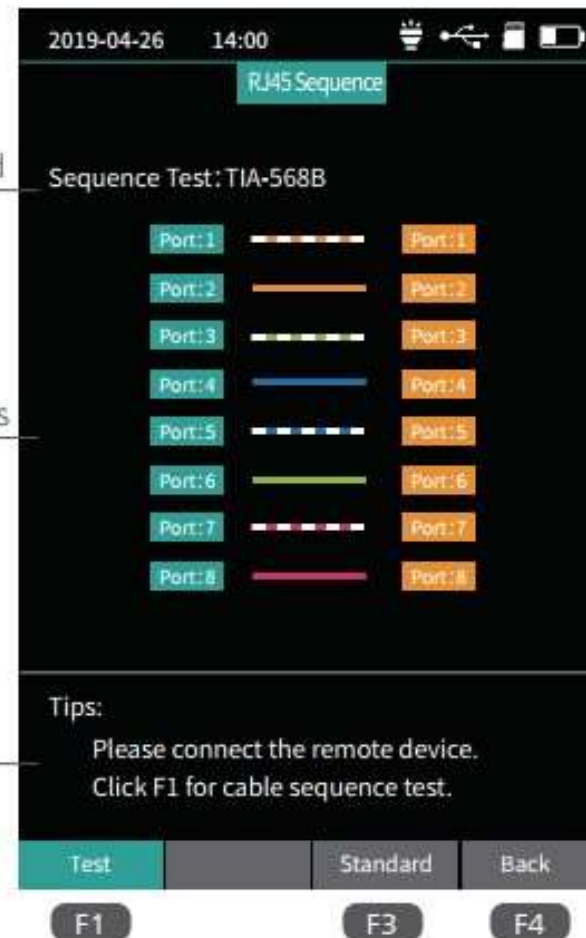 2019-04-26 14:00
RJ45 Sequence
Sequence Test: TIA-568B
Port:1 Port:1
Port:2 Port:2
Port:3 Port:3
Port:4 Port:4
Port:5 Port:5
Port:6 Port:6
Port:7 Port:7
Port:8 Port:8
Tips:
Please connect the remote device.
Click F1 for cable sequence test.
Test Standard Back
F1 F3 F4